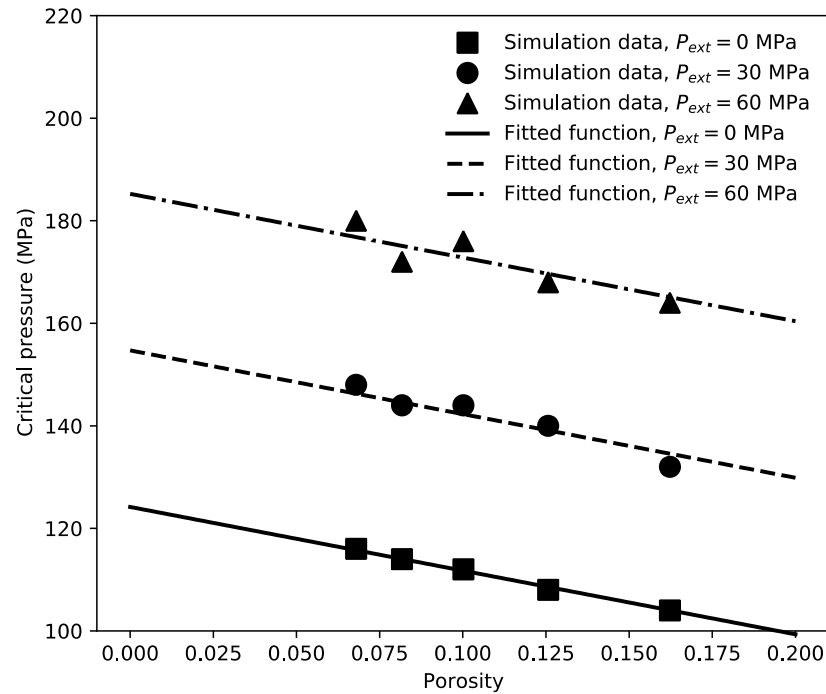 220
200
180
160
140
120
100
Critical pressure (MPa)
Simulation data, P_ext = 0 MPa
Simulation data, P_ext = 30 MPa
Simulation data, P_ext = 60 MPa
Fitted function, P_ext = 0 MPa
Fitted function, P_ext = 30 MPa
Fitted function, P_ext = 60 MPa
0.000 0.025 0.050 0.075 0.100 0.125 0.150 0.175 0.200
Porosity